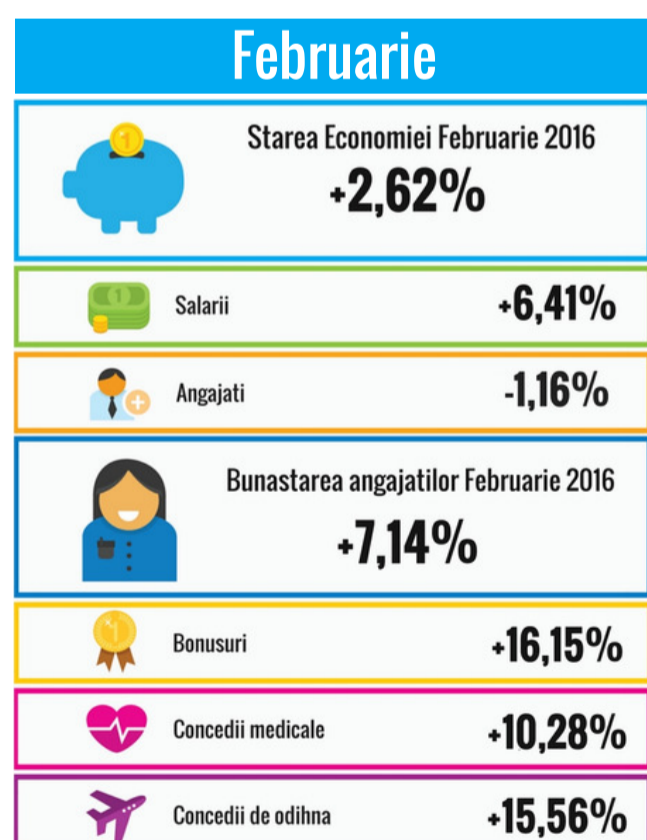 Februarie
Starea Economiei Februarie 2016
+2,62%
Salarii +6,41%
Angajati -1,16%
Bunastarea angajatilor Februarie 2016
+7,14%
Bonusuri +16,15%
Concedii medicale +10,28%
Concedii de odihna +15,56%